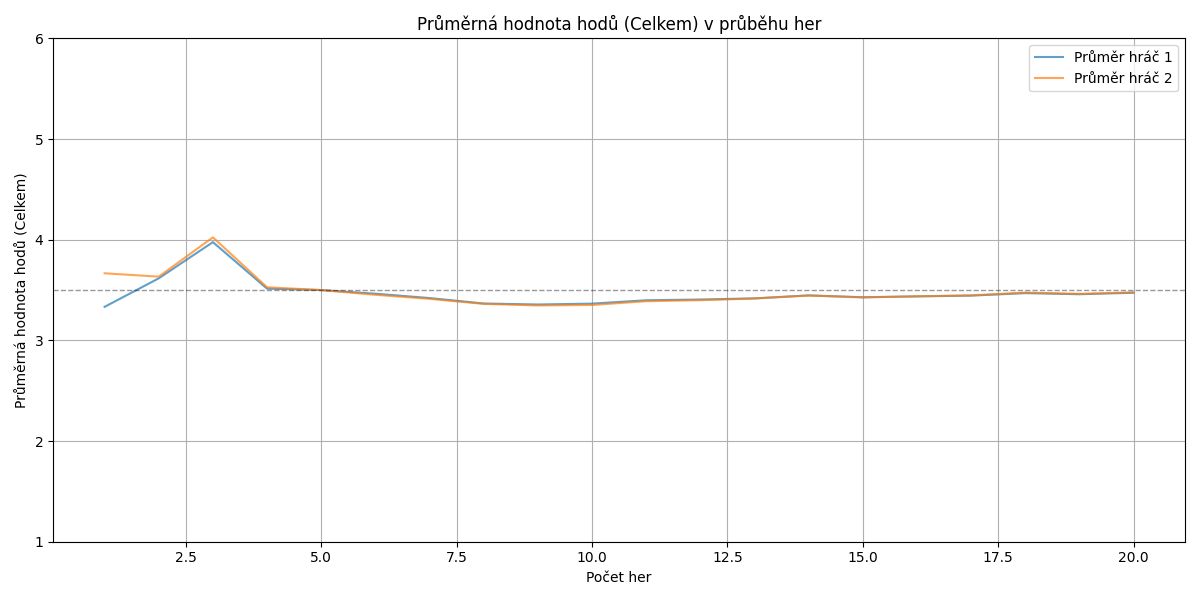 Průměrná hodnota hodů (Celkem) v průběhu her
Průměr hráč 1
Průměr hráč 2
Průměrná hodnota hodů (Celkem)
6
5
4
3
2
1
2.5
5.0
7.5
10.0
12.5
15.0
17.5
20.0
Počet her